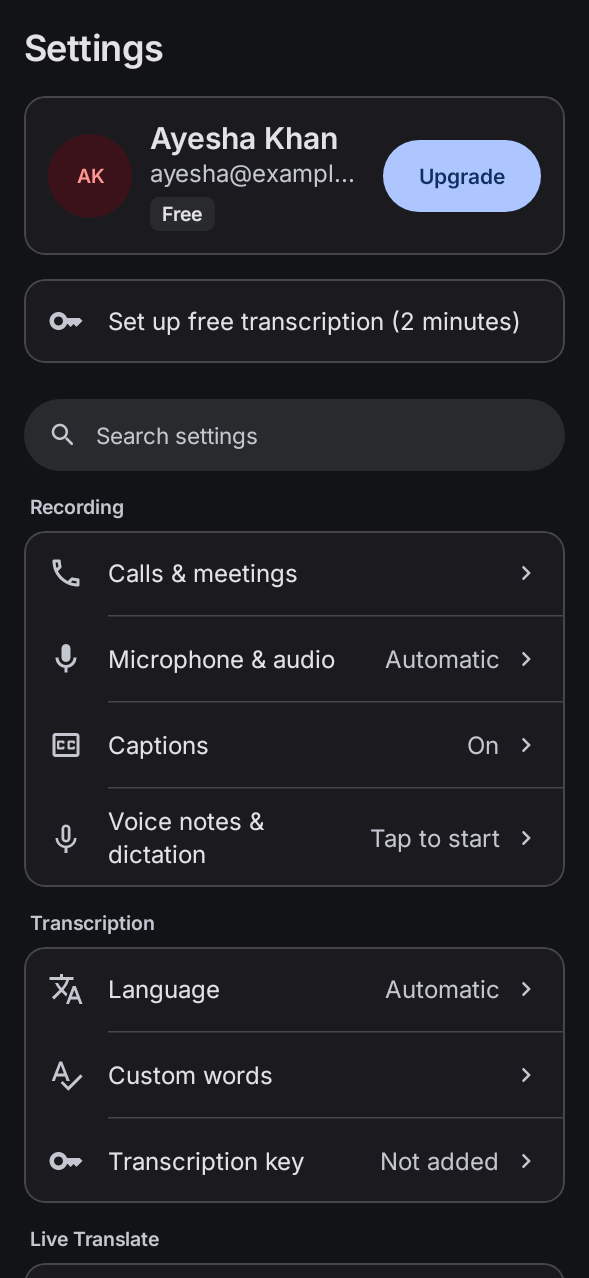 Settings
AK
Ayesha Khan
ayesha@exampl...
Free
Upgrade
Set up free transcription (2 minutes)
Search settings
Recording
Calls & meetings
Microphone & audio Automatic
CC
Captions On
Voice notes &
dictation
Tap to start
Transcription
Language Automatic
Custom words
Transcription key Not added
Live Translate